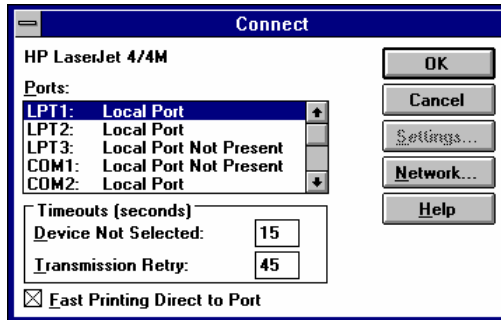 Connect
HP LaserJet 4/4M
Ports:
LPT1: Local Port
LPT2: Local Port
LPT3: Local Port Not Present
COM1: Local Port Not Present
COM2: Local Port
Timeouts (seconds)
Device Not Selected: 15
Transmission Retry: 45
Fast Printing Direct to Port
OK
Cancel
Settings...
Network...
Help